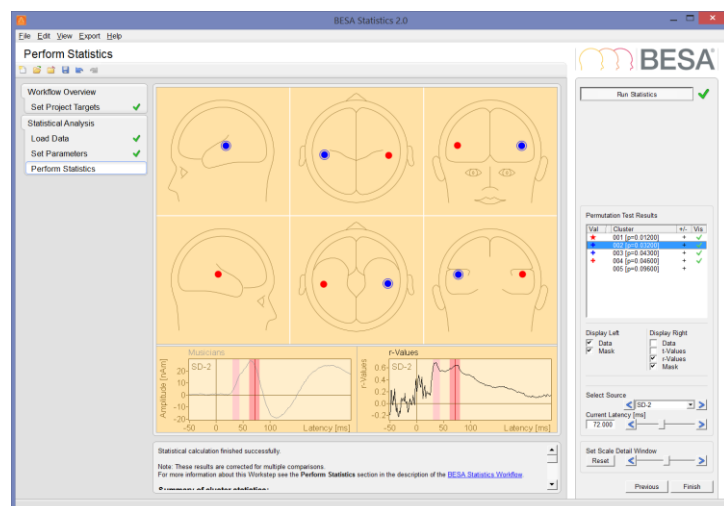 BESA Statistics 2.0
File Edit View Export Help
Perform Statistics
BESA
Workflow Overview
Set Project Targets
Statistical Analysis
Load Data
Set Parameters
Perform Statistics
Run Statistics
Permutation Test Results
Val Cluster +/- Vis
001 [p=0.01200] +
002 [p=0.03200] +
003 [p=0.04300] +
004 [p=0.04600] +
005 [p=0.09600] +
Display Left Display Right
Data Data
Mask t-Values
r-Values
Mask
Select Source
SD-2
Current Latency [ms]
72.000
Set Scale Detail Window
Reset
Previous Finish
Musicians
SD-2
Amplitude [nAm]
20
10
0
-10
-20
-50 0 50 100 Latency [ms]
r-Values
SD-2
r-Values
0.6
0.4
0.2
0.0
-0.2
-50 0 50 100 Latency [ms]
Statistical calculation finished successfully.
Note: These results are corrected for multiple comparisons.
For more information about this Workstep see the Perform Statistics section in the description of the BESA Statistics Workflow.
Summary of cluster statistics: